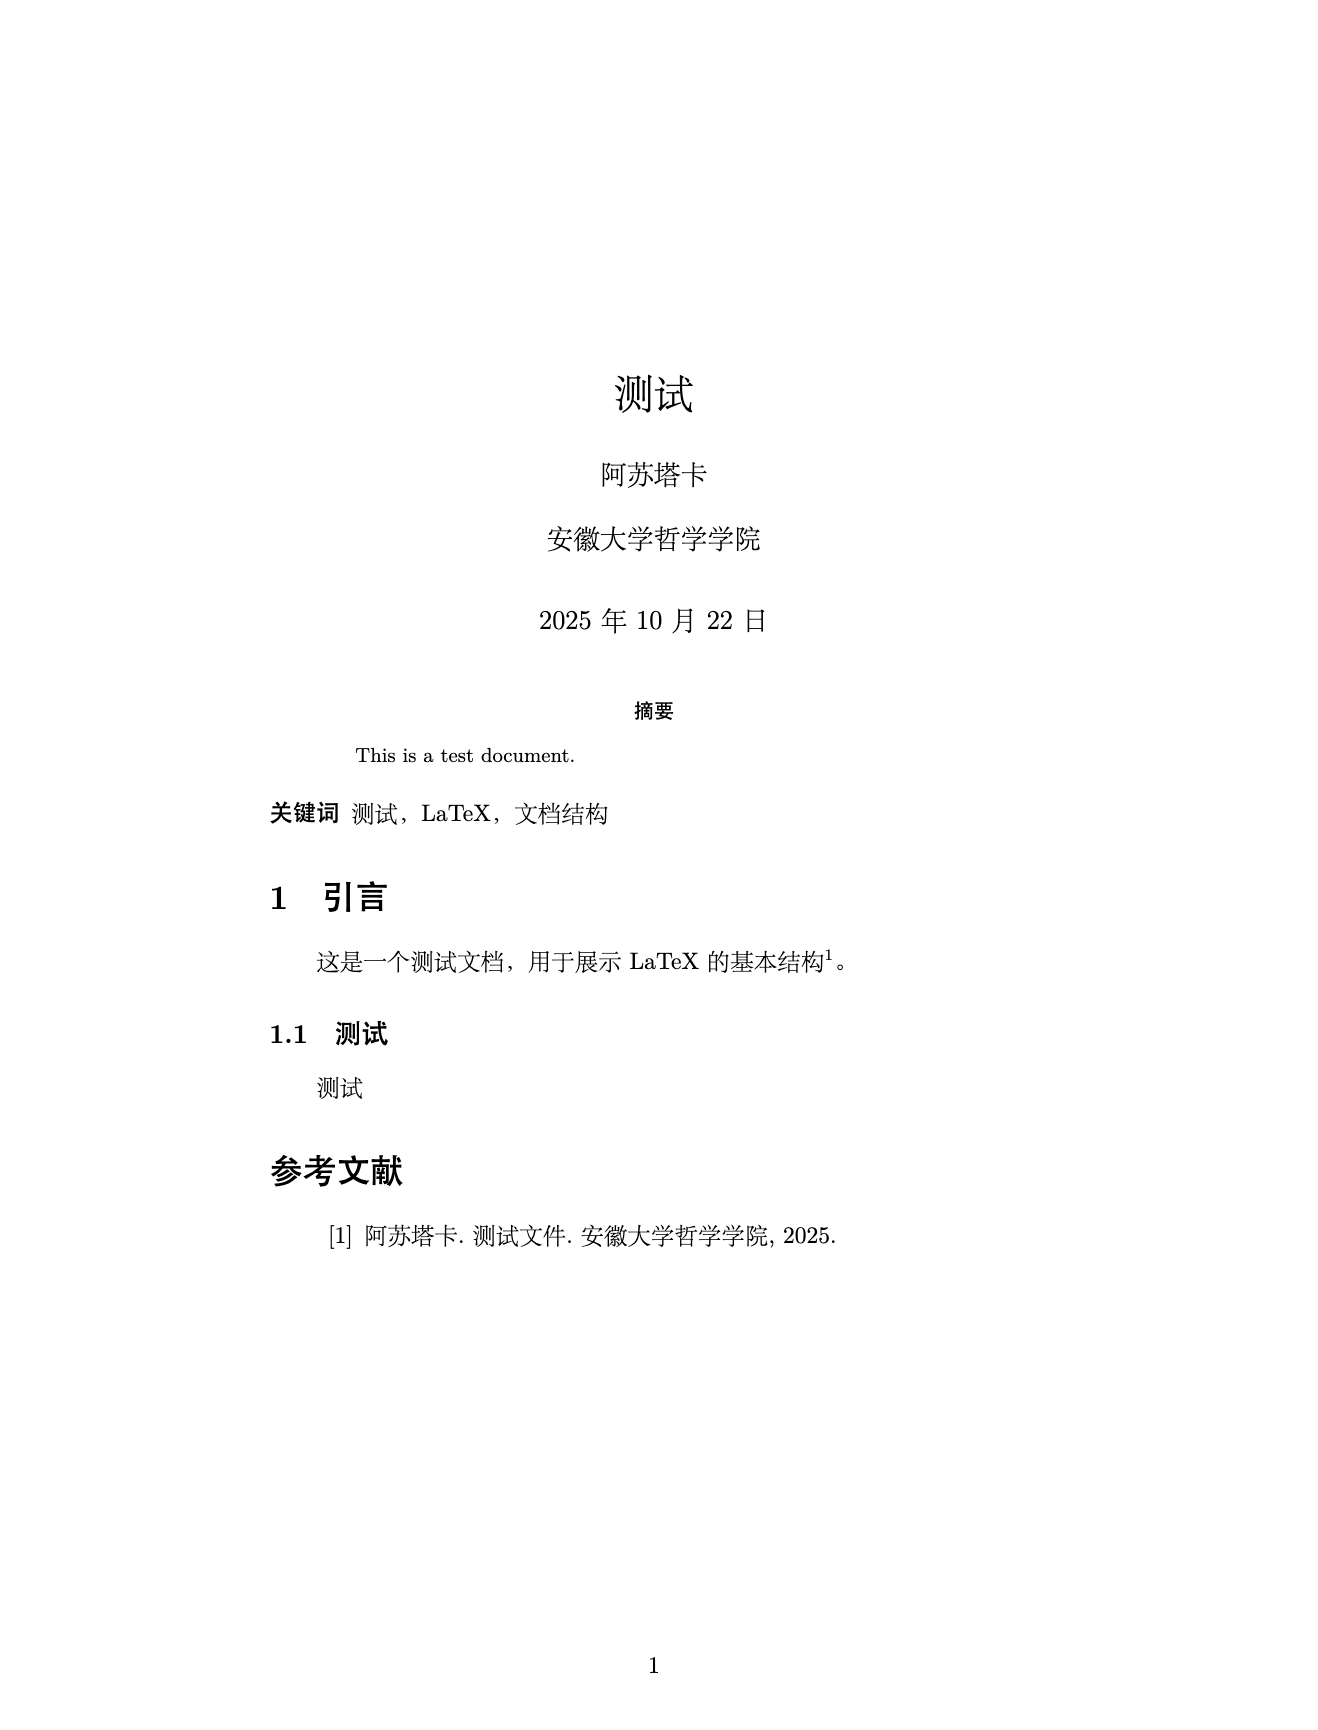 测试
阿苏塔卡
安徽大学哲学学院
2025 年 10 月 22 日
摘要
This is a test document.
关键词 测试，LaTeX，文档结构
1 引言
这是一个测试文档，用于展示 LaTeX 的基本结构¹。
1.1 测试
测试
参考文献
[1] 阿苏塔卡. 测试文件. 安徽大学哲学学院, 2025.
1